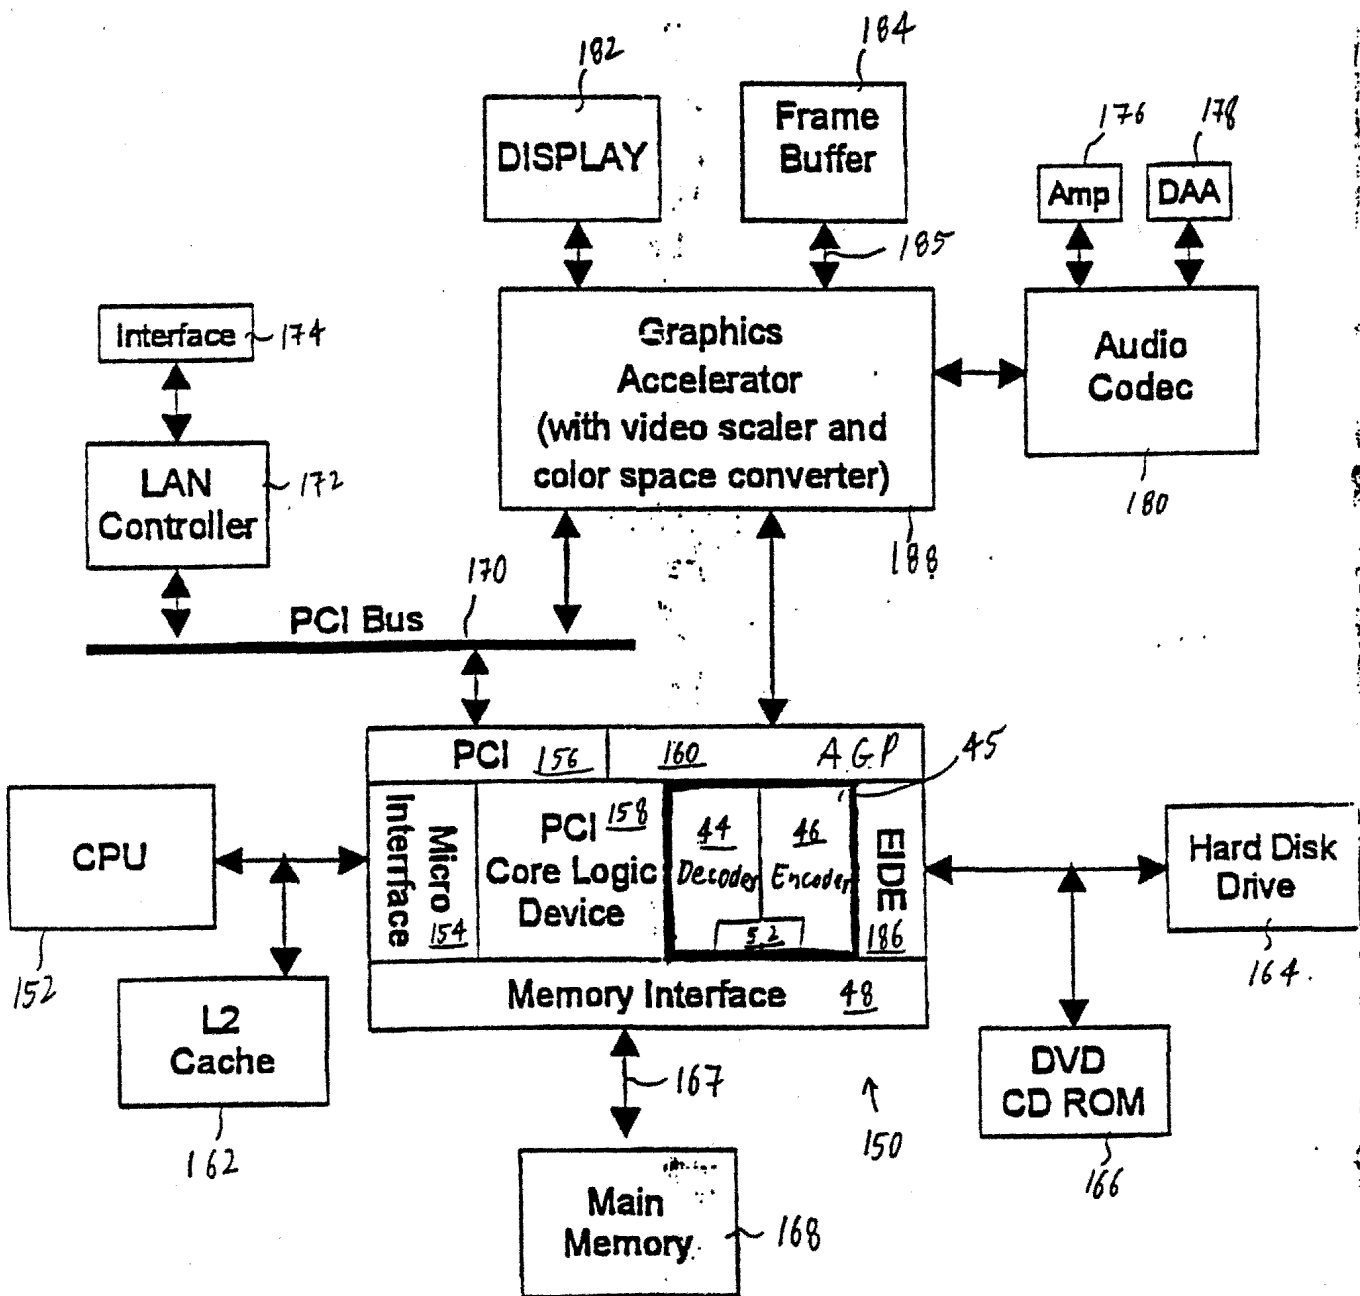 182
184
DISPLAY
Frame
Buffer
176
178
Amp
DAA
185
Interface
174
Graphics
Accelerator
(with video scaler and
color space converter)
Audio
Codec
LAN
Controller
172
180
188
170
PCI Bus
PCI 156
160 A.G.P
45
CPU
Micro
Interrface
154
PCI 158
Core Logic
Device
44
Decoder
46
Encoder
52
EIDE
186
Hard Disk
Drive
152
164
L2
Cache
Memory Interface 48
DVD
CD ROM
167
150
162
166
Main
Memory
168